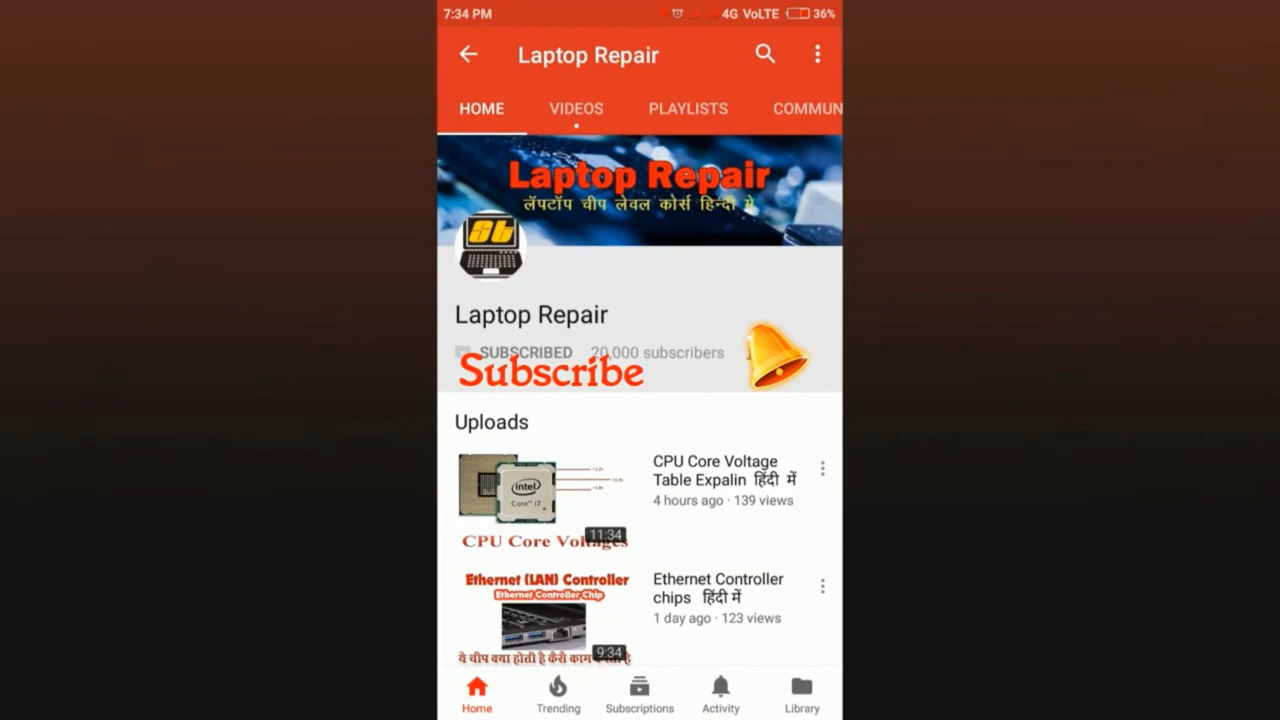 7:34 PM 4G VoLTE 36%
Laptop Repair
HOME VIDEOS PLAYLISTS COMMUN
Laptop Repair
लॅपटॉप चीप लेवल कोर्स हिन्दी मे
Laptop Repair
SUBSCRIBED 20,000 subscribers
Subscribe
Uploads
intel
Core i7
11:34
CPU Core Voltages
CPU Core Voltage
Table Expalin हिंदी में
4 hours ago · 139 views
Ethernet (LAN) Controller
Ethernet Controller Chip
9:34
ये चीप क्या होती है कैसे काम करती है
Ethernet Controller
chips हिंदी में
1 day ago · 123 views
Home Trending Subscriptions Activity Library